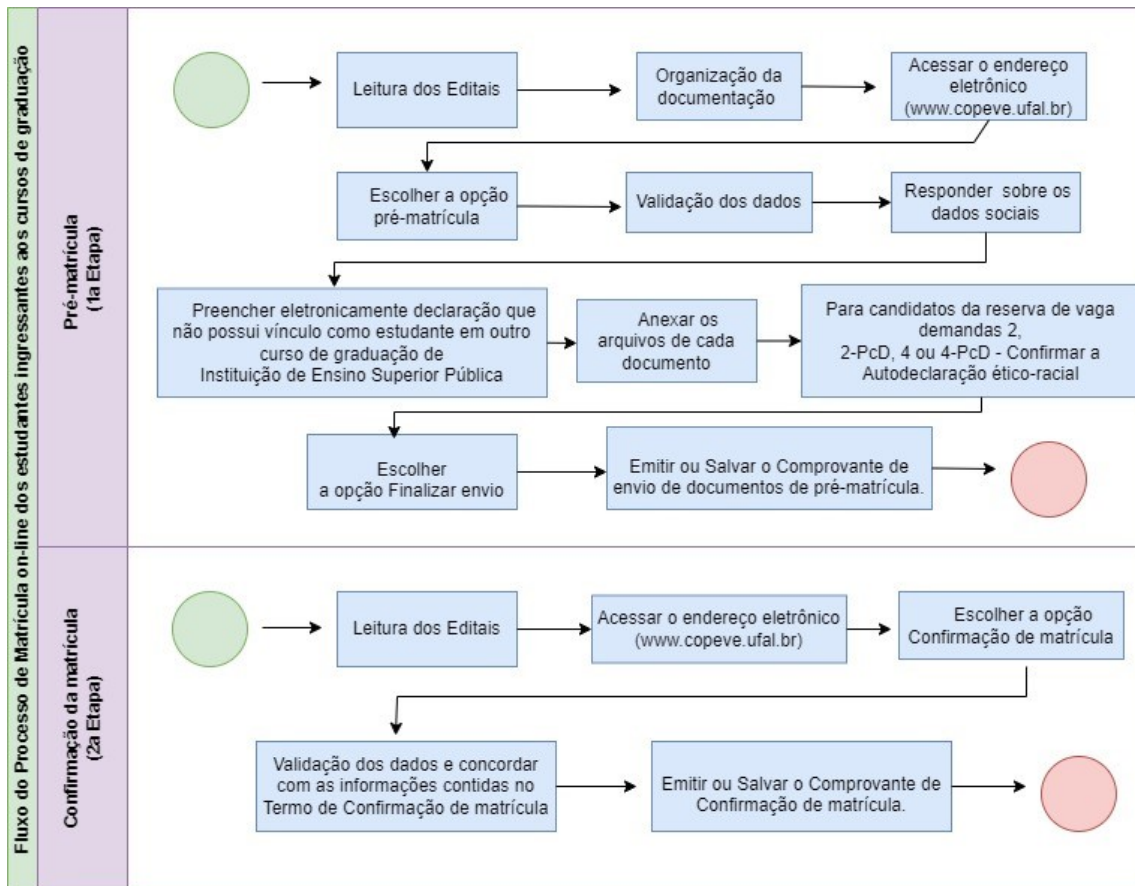 Fluxo do Processo de Matrícula on-line dos estudantes ingressantes aos cursos de graduação
Pré-matrícula
(1a Etapa)
Leitura dos Editais
Organização da
documentação
Acessar o endereço
eletrônico
(www.copeve.ufal.br)
Escolher a opção
pré-matrícula
Validação dos dados
Responder sobre os
dados sociais
Preencher eletronicamente declaração que
não possui vínculo como estudante em outro
curso de graduação de
Instituição de Ensino Superior Pública
Anexar os
arquivos de cada
documento
Para candidatos da reserva de vaga
demandas 2,
2-PcD, 4 ou 4-PcD - Confirmar a
Autodeclaração ético-racial
Escolher
a opção Finalizar envio
Emitir ou Salvar o Comprovante de
envio de documentos de pré-matrícula.
Confirmação da matrícula
(2a Etapa)
Leitura dos Editais
Acessar o endereço eletrônico
(www.copeve.ufal.br)
Escolher a opção
Confirmação de matrícula
Validação dos dados e concordar
com as informações contidas no
Termo de Confirmação de matrícula
Emitir ou Salvar o Comprovante de
Confirmação de matrícula.